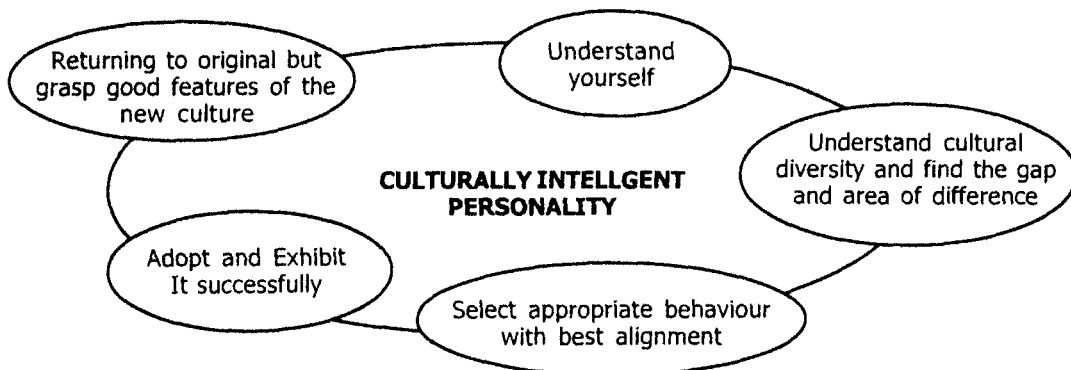 Understand
yourself
Understand cultural
diversity and find the gap
and area of difference
Select appropriate behaviour
with best alignment
Adopt and Exhibit
It successfully
Returning to original but
grasp good features of the
new culture
CULTURALLY INTELLGENT
PERSONALITY